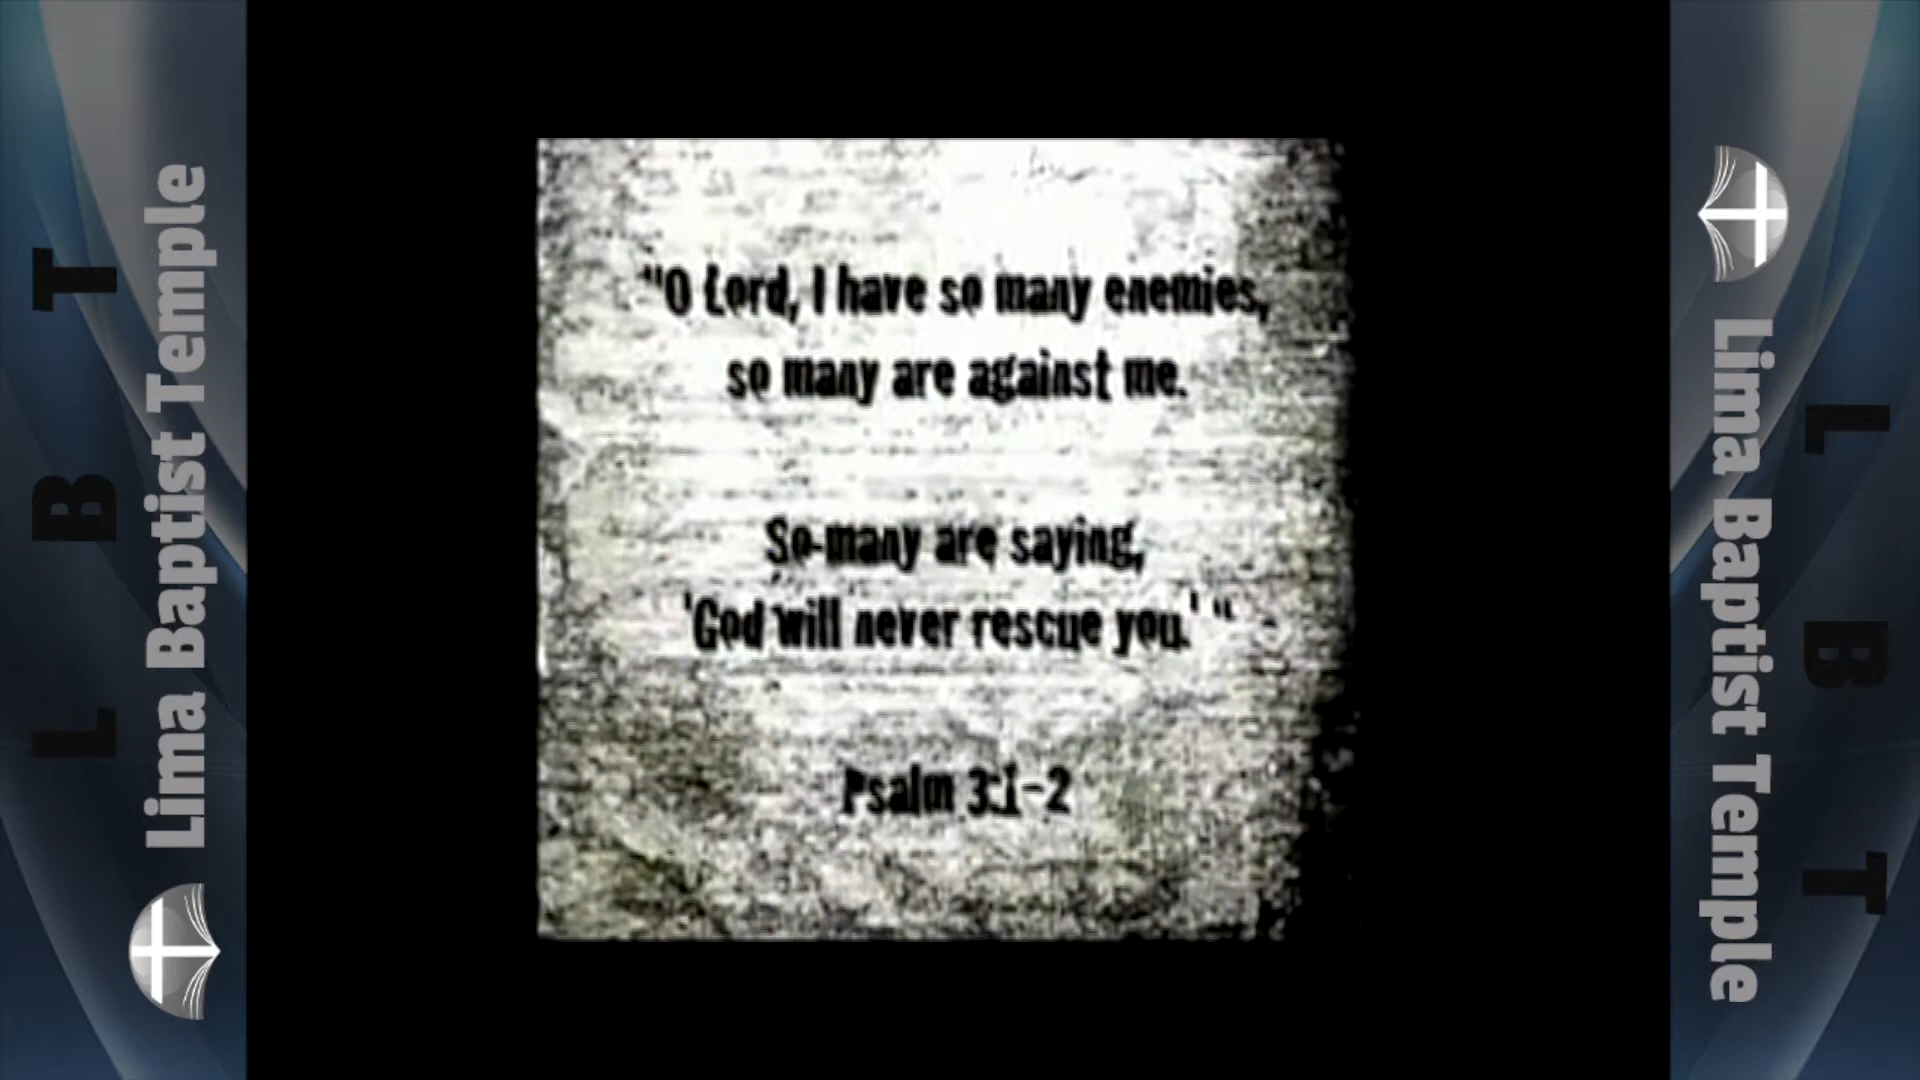 "O Lord, I have so many enemies,
so many are against me.
So many are saying,
'God will never rescue you.' "
Psalm 3:1-2
L B T
Lima Baptist Temple
Lima Baptist Temple
L B T